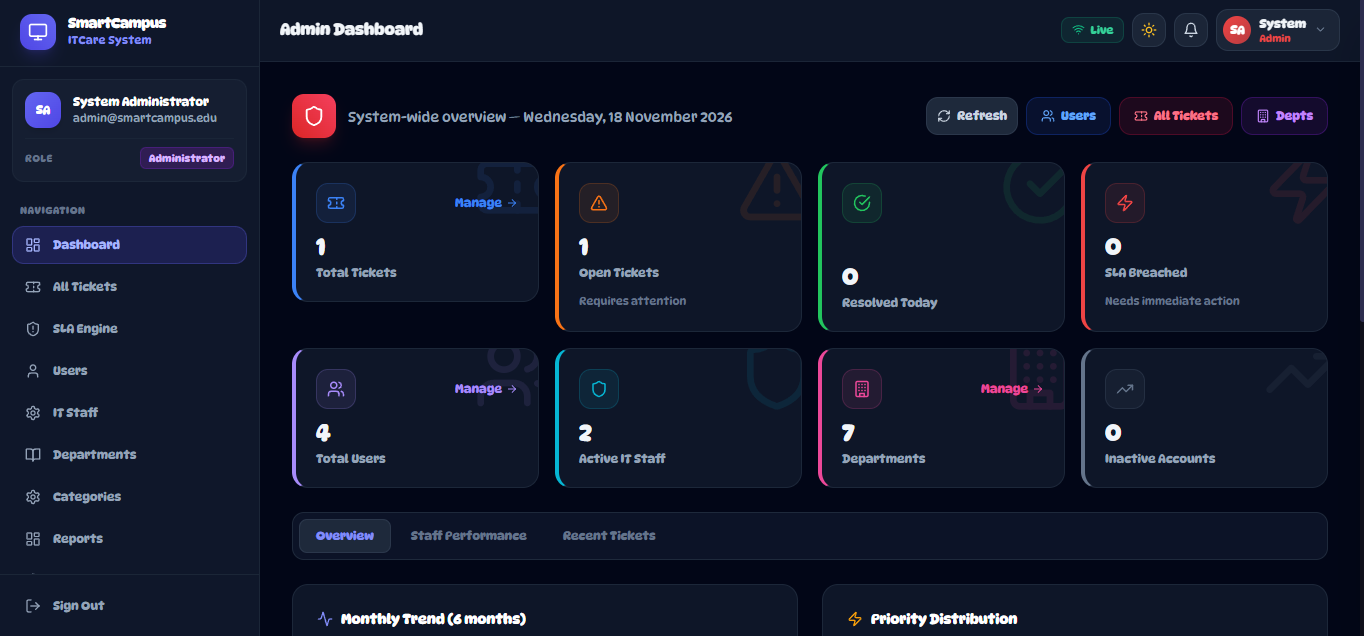 SmartCampus
ITCare System
SA
System Administrator
admin@smartcampus.edu
ROLE
Administrator
NAVIGATION
Dashboard
All Tickets
SLA Engine
Users
IT Staff
Departments
Categories
Reports
Sign Out
Admin Dashboard
Live
SA
System
Admin
System-wide overview — Wednesday, 18 November 2026
Refresh
Users
All Tickets
Depts
Manage →
1
Total Tickets
1
Open Tickets
Requires attention
0
Resolved Today
0
SLA Breached
Needs immediate action
Manage →
4
Total Users
2
Active IT Staff
Manage →
7
Departments
0
Inactive Accounts
Overview
Staff Performance
Recent Tickets
Monthly Trend (6 months)
Priority Distribution